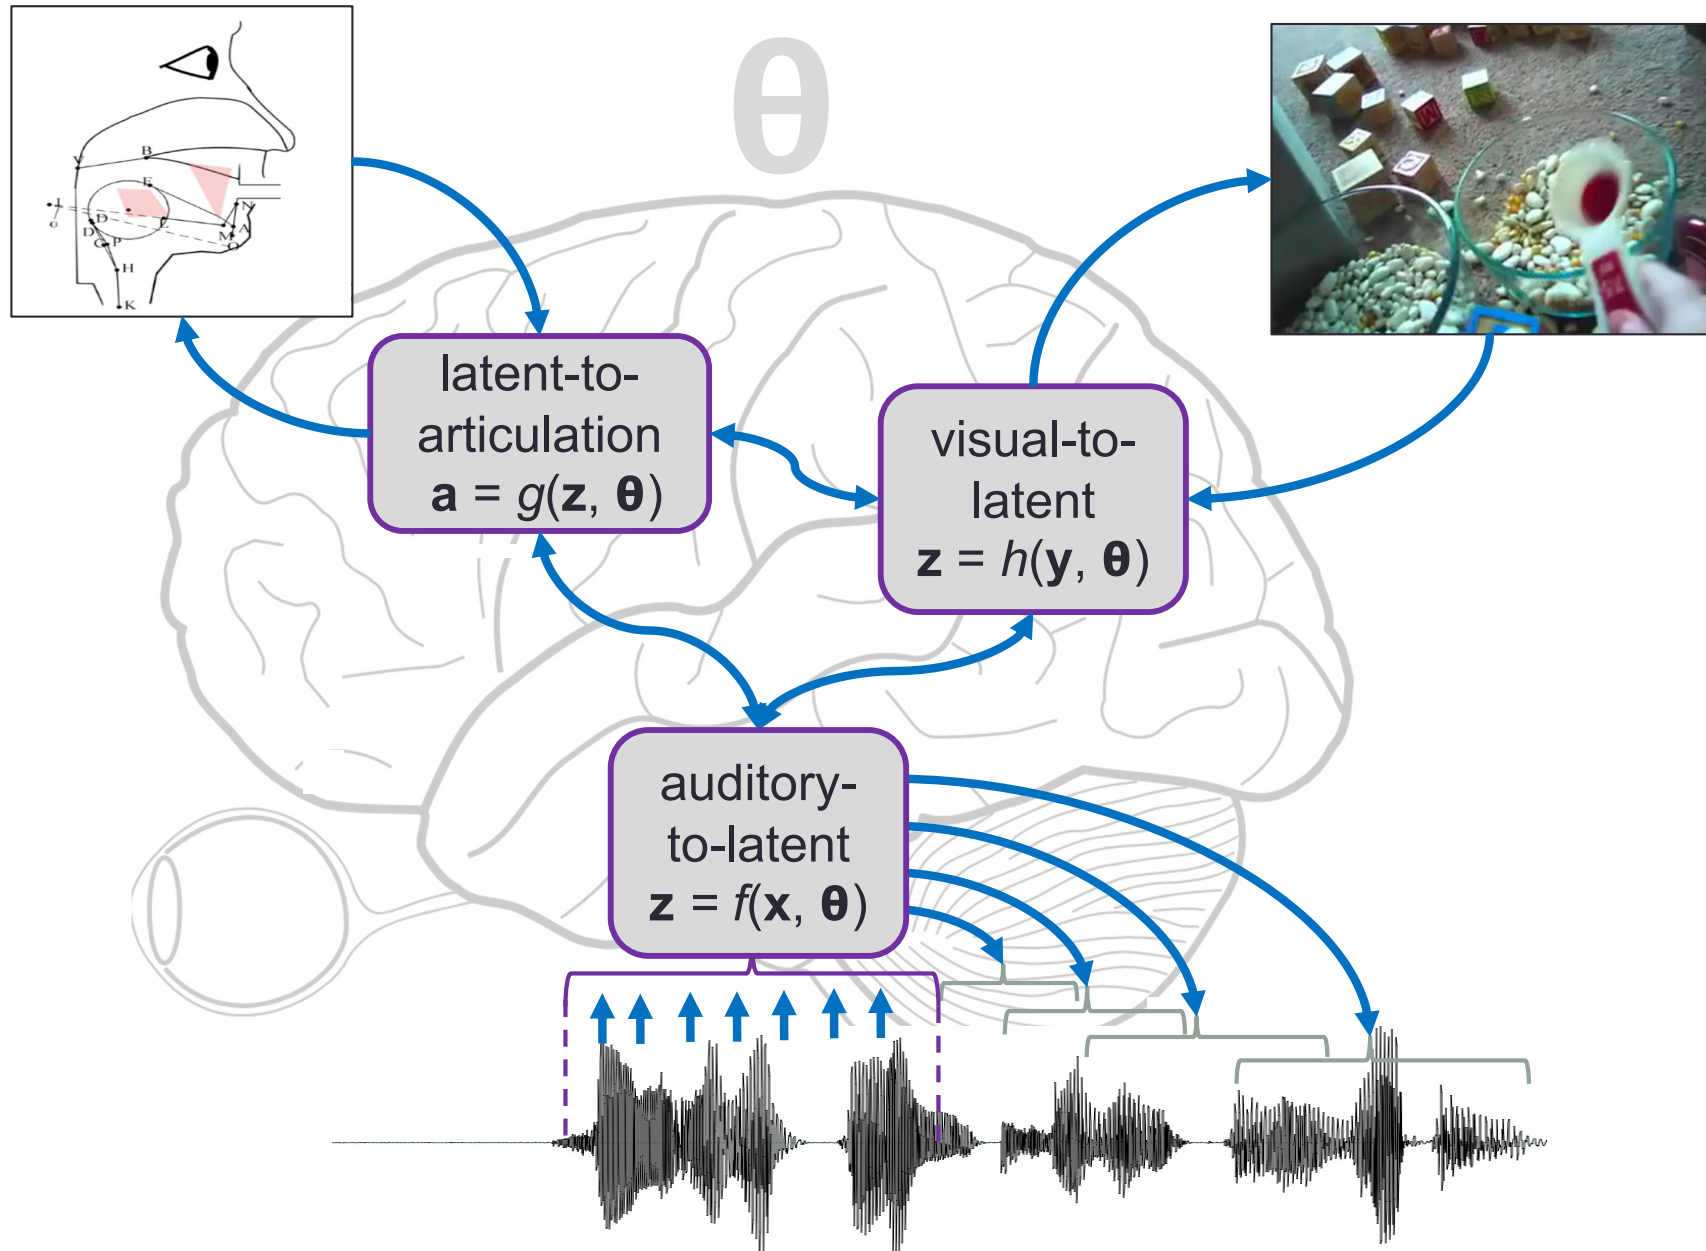 θ
V
B
E
I
α
D
L
N
D
M
A
C
P
O
H
K
latent-to-
articulation
a = g(z, θ)
visual-to-
latent
z = h(y, θ)
auditory-
to-latent
z = f(x, θ)